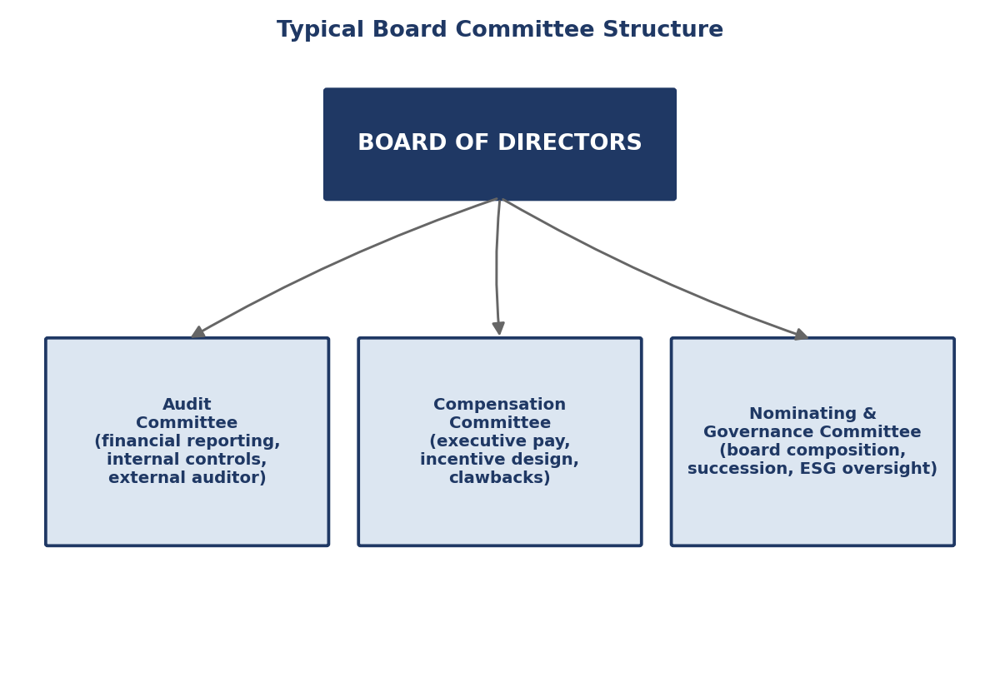 Typical Board Committee Structure
BOARD OF DIRECTORS
Audit
Committee
(financial reporting,
internal controls,
external auditor)
Compensation
Committee
(executive pay,
incentive design,
clawbacks)
Nominating &
Governance Committee
(board composition,
succession, ESG oversight)